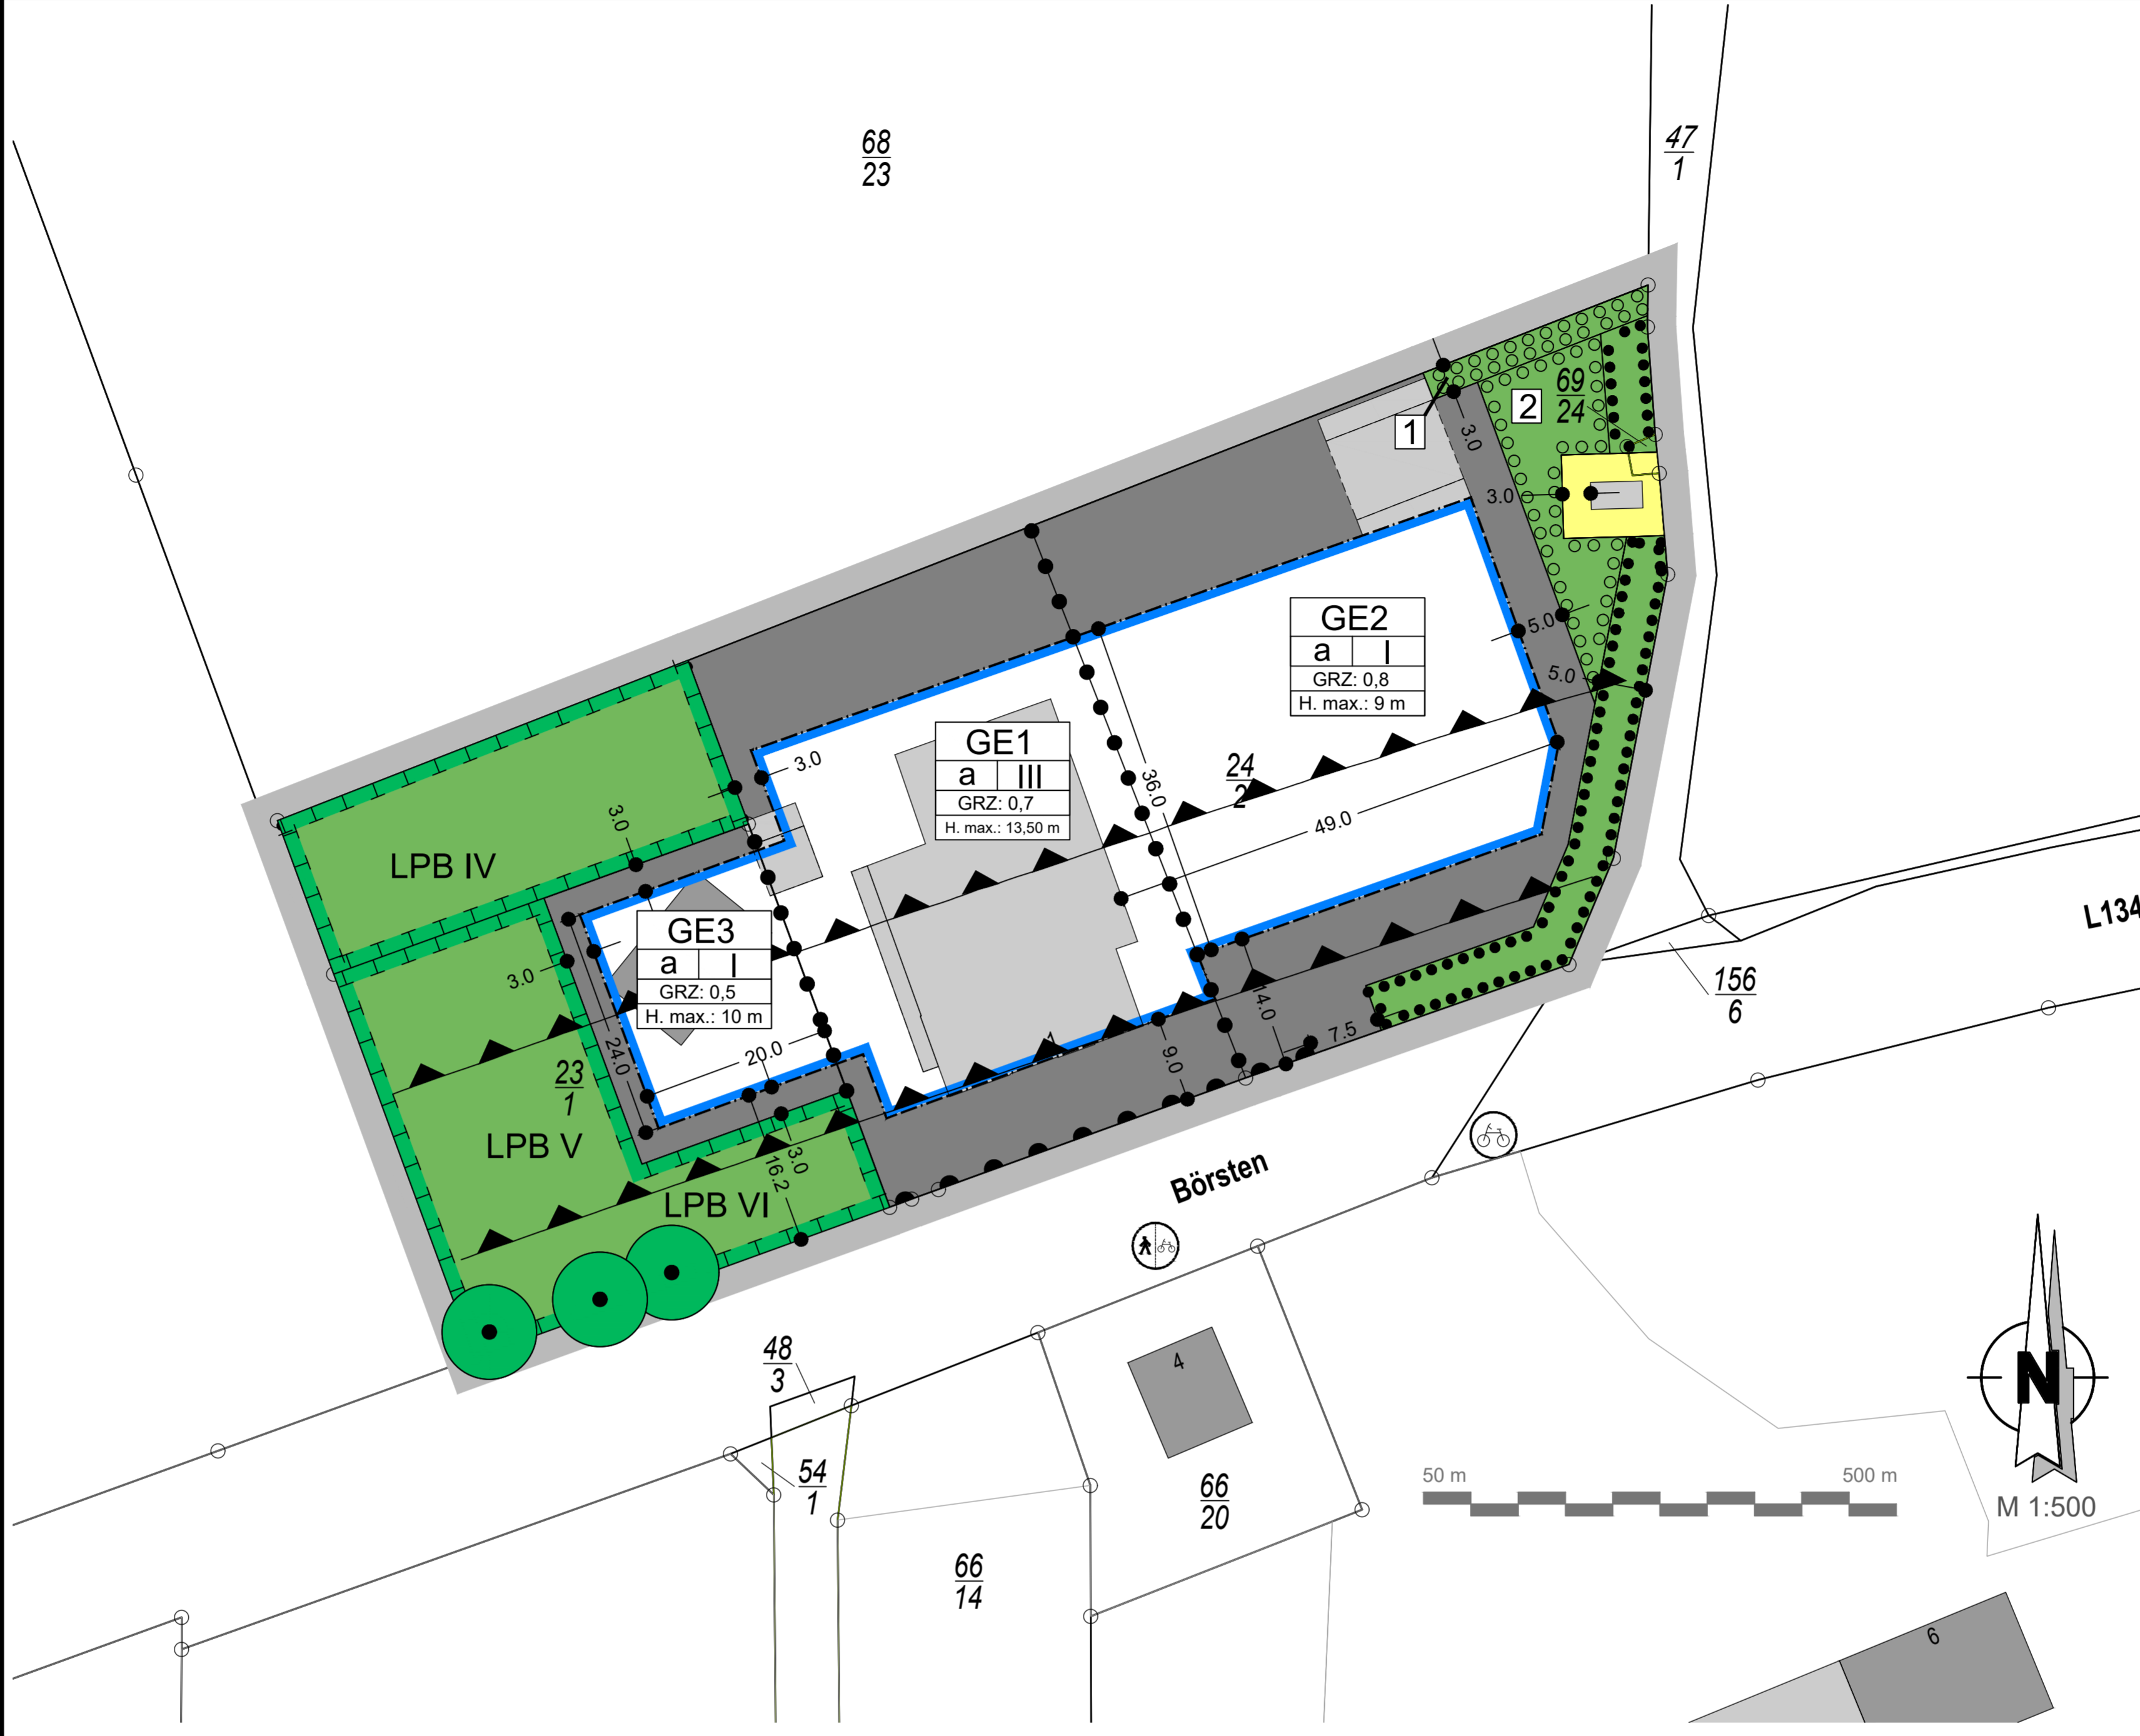 68
23
47
1
69
24
2
1
3.0
3.0
5.0
5.0
GE2
a I
GRZ: 0,8
H. max.: 9 m
GE1
a III
GRZ: 0,7
H. max.: 13,50 m
3.0
36.0
24
2
49.0
3.0
LPB IV
GE3
a I
GRZ: 0,5
H. max.: 10 m
L134
3.0
156
6
14.0
7.5
9.0
24.0
20.0
23
1
LPB V
3.0
16.2
LPB VI
Börsten
48
3
4
N
54
1
66
20
50 m 500 m
M 1:500
66
14
6